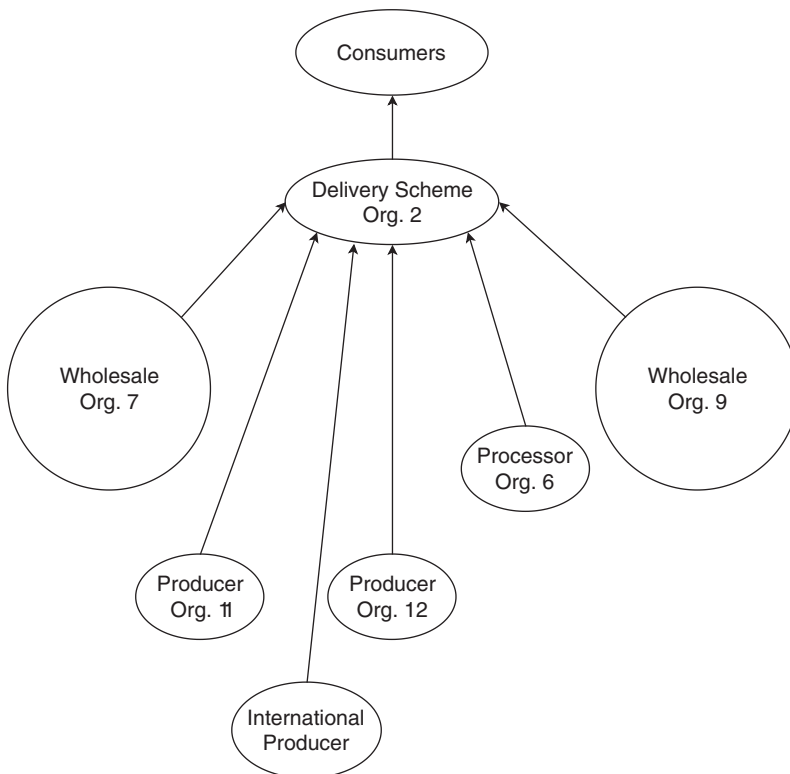 Consumers
Delivery Scheme
Org. 2
Wholesale
Org. 7
Wholesale
Org. 9
Processor
Org. 6
Producer
Org. 11
Producer
Org. 12
International
Producer